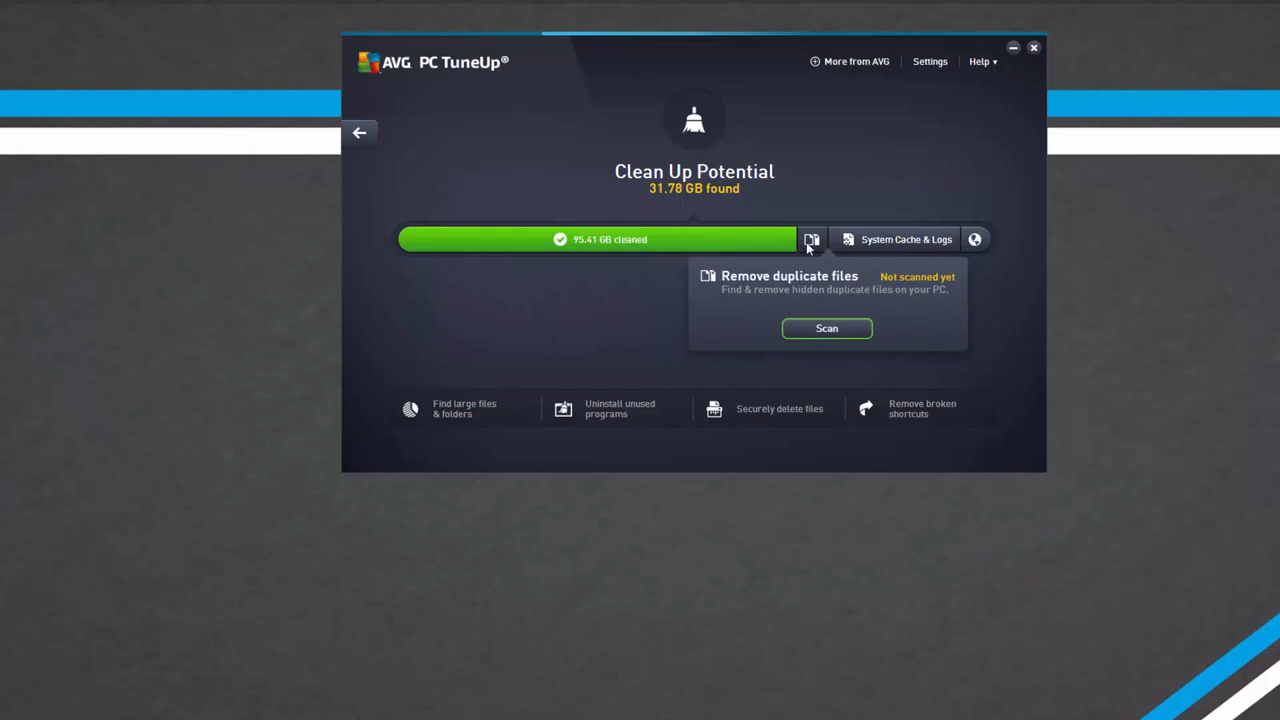 AVG PC TuneUp®
More from AVG
Settings
Help
Clean Up Potential
31.78 GB found
95.41 GB cleaned
System Cache & Logs
Remove duplicate files
Not scanned yet
Find & remove hidden duplicate files on your PC.
Scan
Find large files
& folders
Uninstall unused
programs
Securely delete files
Remove broken
shortcuts